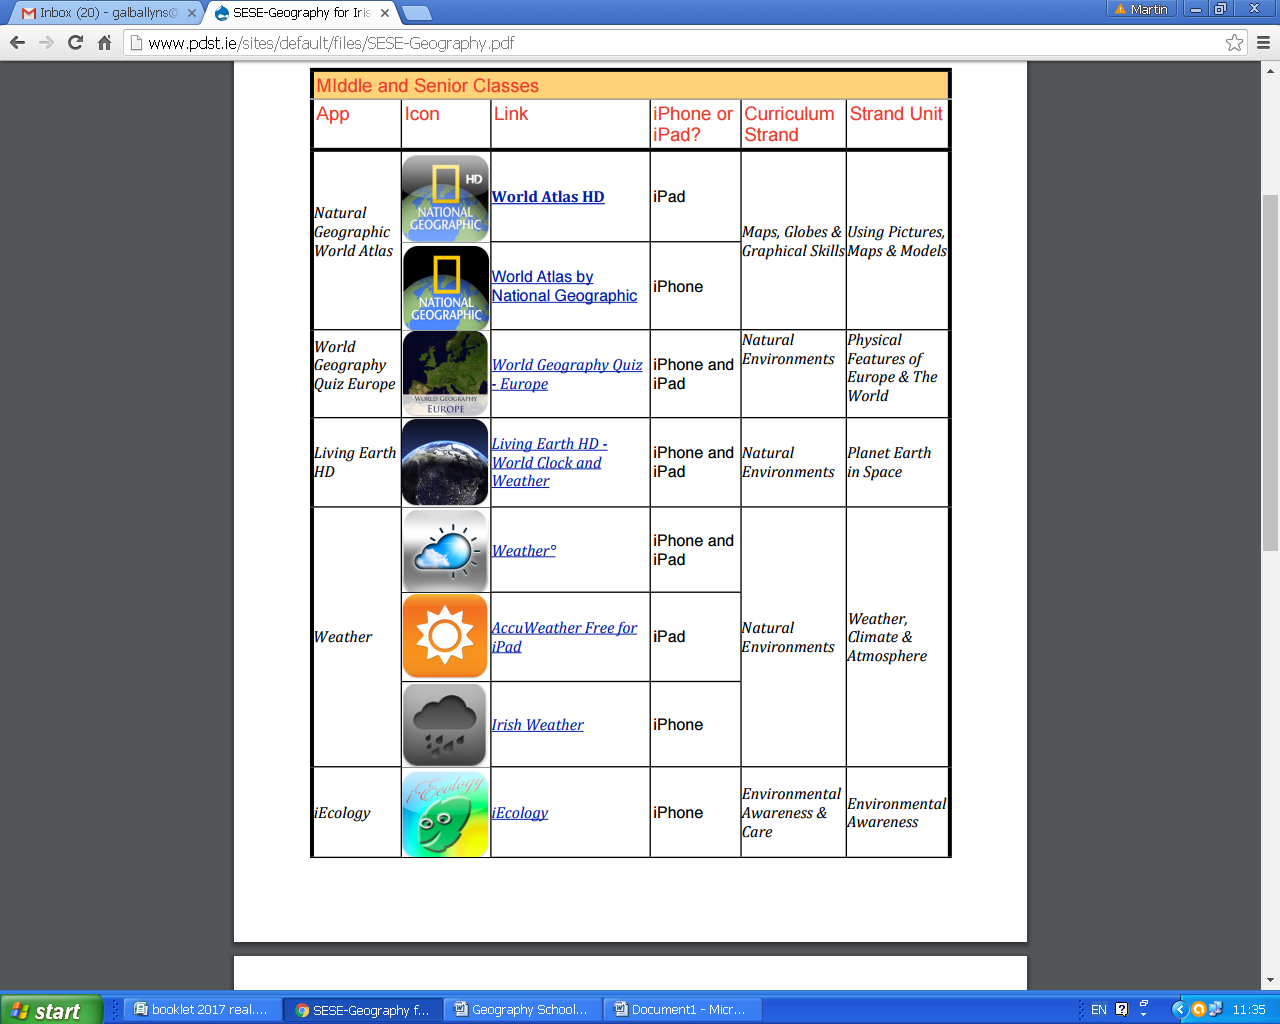 Inbox (20) - galballyns@
SESE-Geography for Iris
Martin
www.pdst.ie/sites/default/files/SESE-Geography.pdf
MIddle and Senior Classes
App
Icon
Link
iPhone or
iPad?
Curriculum
Strand
Strand Unit
Natural
Geographic
World Atlas
HD
NATIONAL
GEOGRAPHIC
World Atlas HD
iPad
Maps, Globes &
Graphical Skills
Using Pictures,
Maps & Models
NATIONAL
GEOGRAPHIC
World Atlas by
National Geographic
iPhone
World
Geography
Quiz Europe
WORLD GEOGRAPHY
EUROPE
World Geography Quiz
- Europe
iPhone and
iPad
Natural
Environments
Physical
Features of
Europe & The
World
Living Earth
HD
Living Earth HD -
World Clock and
Weather
iPhone and
iPad
Natural
Environments
Planet Earth
in Space
Weather
Weather°
iPhone and
iPad
AccuWeather Free for
iPad
iPad
Natural
Environments
Weather,
Climate &
Atmosphere
Irish Weather
iPhone
iEcology
iEcology
iEcology
iPhone
Environmental
Awareness &
Care
Environmental
Awareness
start
booklet 2017 real....
SESE-Geography f...
Geography School...
Document1 - Micr...
EN
11:35